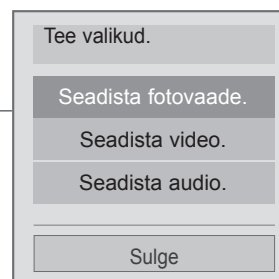 Tee valikud.
Seadista fotovaade.
Seadista video.
Seadista audio.
Sulge